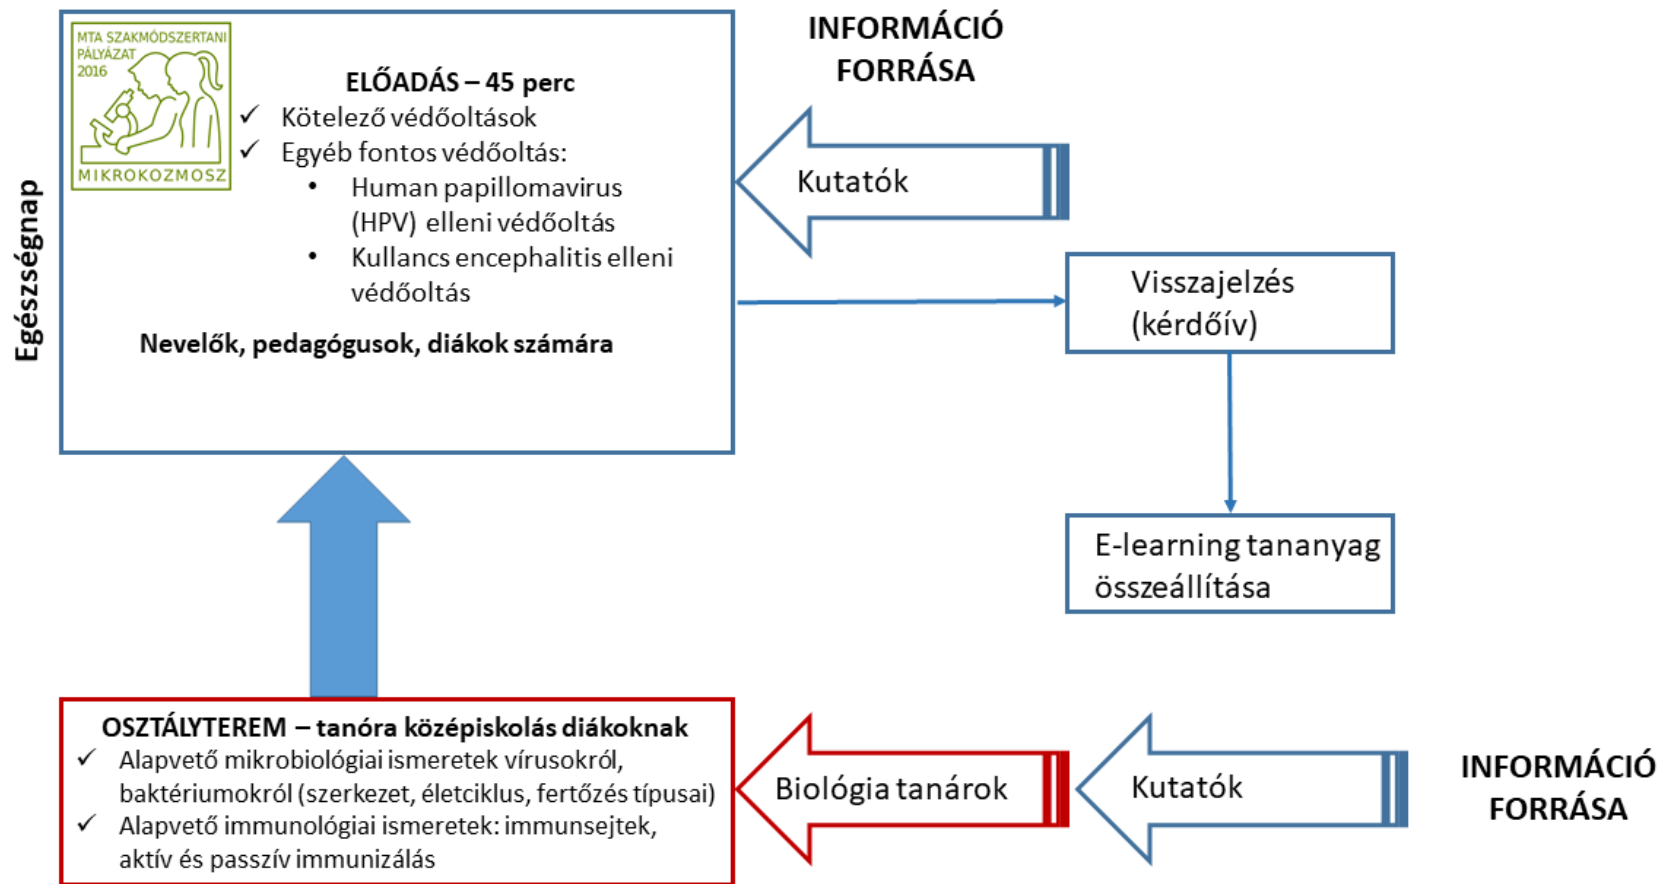 MTA SZAKMÓDSZERTANI
PÁLYÁZAT
2016
MIKROKOZMOSZ
Egészségnap
ELŐADÁS – 45 perc
✓ Kötelező védőoltások
✓ Egyéb fontos védőoltás:
• Human papillomavirus
(HPV) elleni védőoltás
• Kullancs encephalitis elleni
védőoltás
Nevelők, pedagógusok, diákok számára
INFORMÁCIÓ
FORRÁSA
Kutatók
Visszajelzés
(kérdőív)
E-learning tananyag
összeállítása
OSZTÁLYTEREM – tanóra középiskolás diákoknak
✓ Alapvető mikrobiológiai ismeretek vírusokról,
baktériumokról (szerkezet, életciklus, fertőzés típusai)
✓ Alapvető immunológiai ismeretek: immunsejtek,
aktív és passzív immunizálás
Biológia tanárok
Kutatók
INFORMÁCIÓ
FORRÁSA